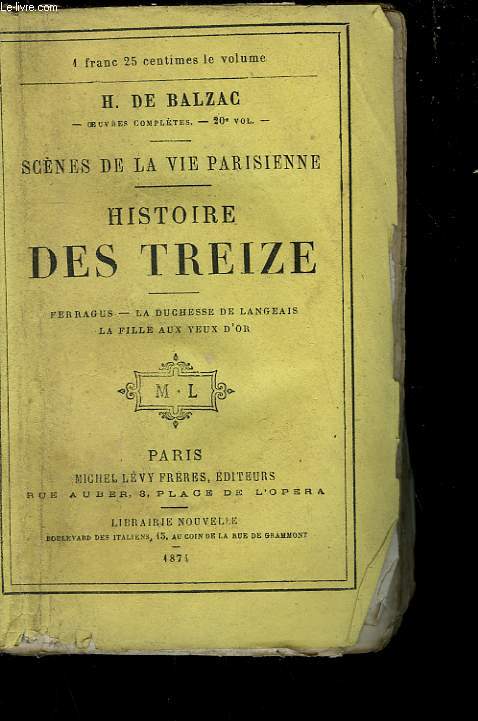 Le-livre.com
1 franc 25 centimes le volume
H. DE BALZAC
— ŒUVRES COMPLÈTES. — 20e VOL. —
SCÈNES DE LA VIE PARISIENNE
HISTOIRE
DES TREIZE
FERRAGUS — LA DUCHESSE DE LANGEAIS
LA FILLE AUX YEUX D'OR
M · L
PARIS
MICHEL LÉVY FRÈRES, ÉDITEURS
RUE AUBER, 3, PLACE DE L'OPERA
LIBRAIRIE NOUVELLE
BOULEVARD DES ITALIENS, 15, AU COIN DE LA RUE DE GRAMMONT
1874